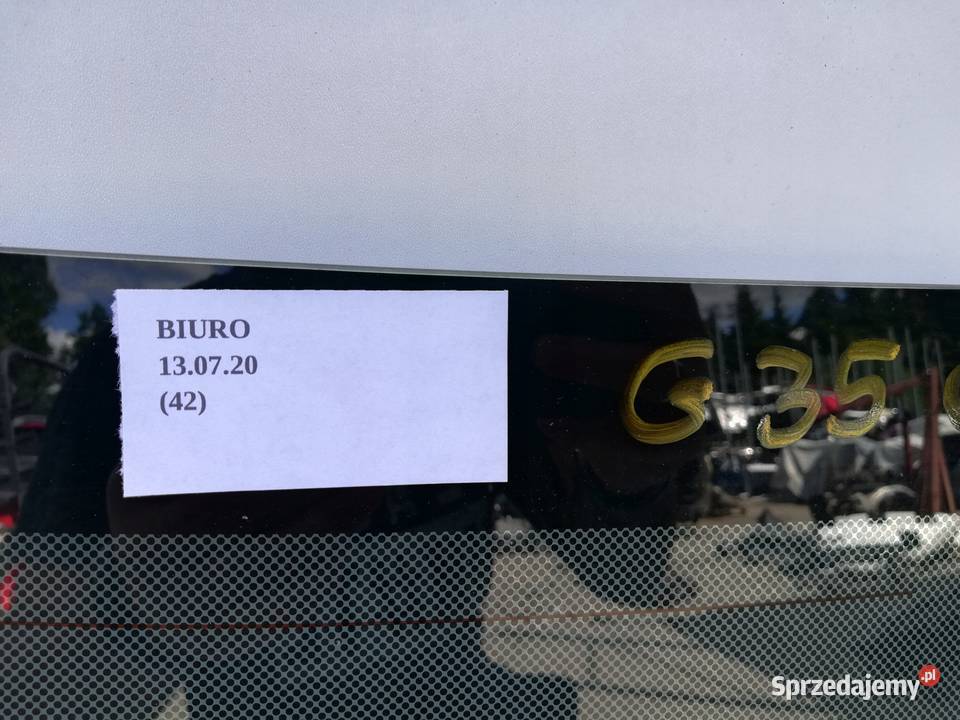 BIURO
13.07.20
(42)
G35
Sprzedajemy.pl